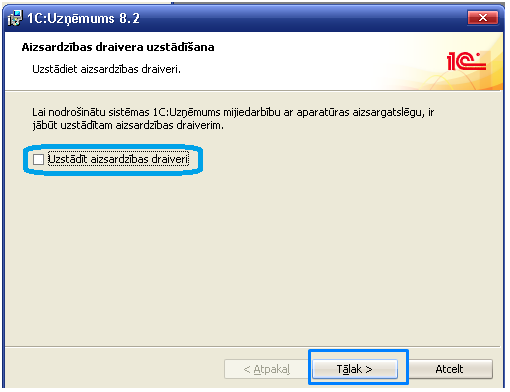 1C:Uzņēmums 8.2
Aizsardzības draivera uzstādīšana
Uzstādiet aizsardzības draiveri.
1C
Lai nodrošinātu sistēmas 1C:Uzņēmums mijiedarbību ar aparatūras aizsargatslēgu, ir
jābūt uzstādītam aizsardzības draiverim.
Uzstādīt aizsardzības draiveri
< Atpakaļ
Tālak >
Atcelt